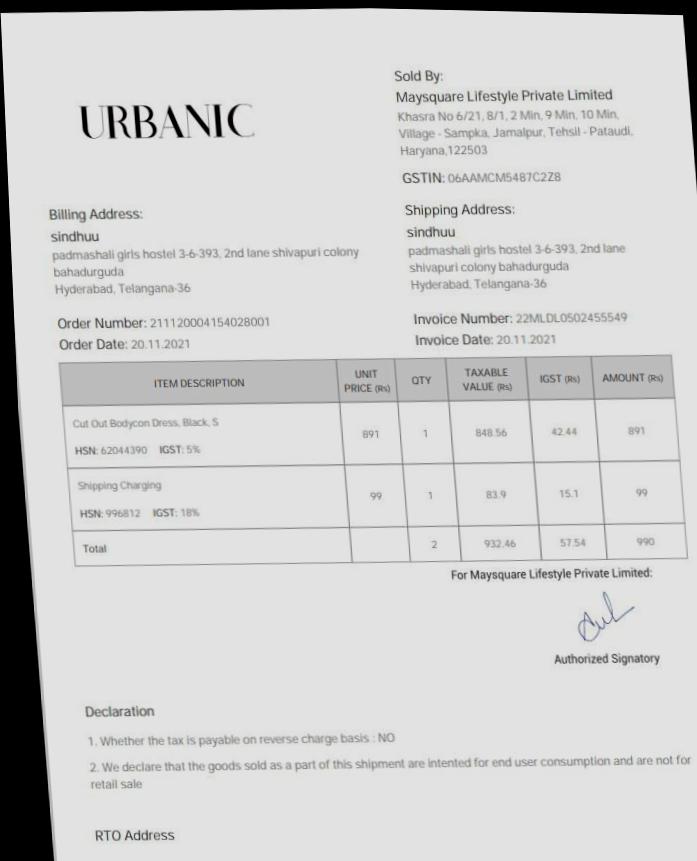 URBANIC
Sold By:
Maysquare Lifestyle Private Limited
Khasra No 6/21, 8/1, 2 Min, 9 Min, 10 Min,
Village - Sampka, Jamalpur, Tehsil - Pataudi,
Haryana,122503
GSTIN: 06AAMCM5487C2Z8
Billing Address:
sindhuu
padmashali girls hostel 3-6-393, 2nd lane shivapuri colony
bahadurguda
Hyderabad, Telangana-36
Shipping Address:
sindhuu
padmashali girls hostel 3-6-393, 2nd lane
shivapuri colony bahadurguda
Hyderabad, Telangana-36
Order Number: 211120004154028001
Order Date: 20.11.2021
Invoice Number: 22MLDL0502455549
Invoice Date: 20.11.2021
ITEM DESCRIPTION UNIT PRICE (Rs) QTY TAXABLE VALUE (Rs) IGST (Rs) AMOUNT (Rs)
Cut Out Bodycon Dress, Black, S
HSN: 62044390 IGST: 5%
891 1 848.56 42.44 891
Shipping Charging
HSN: 996812 IGST: 18%
99 1 83.9 15.1 99
Total 2 932.46 57.54 990
For Maysquare Lifestyle Private Limited:
Authorized Signatory
Declaration
1. Whether the tax is payable on reverse charge basis : NO
2. We declare that the goods sold as a part of this shipment are intented for end user consumption and are not for
retail sale
RTO Address